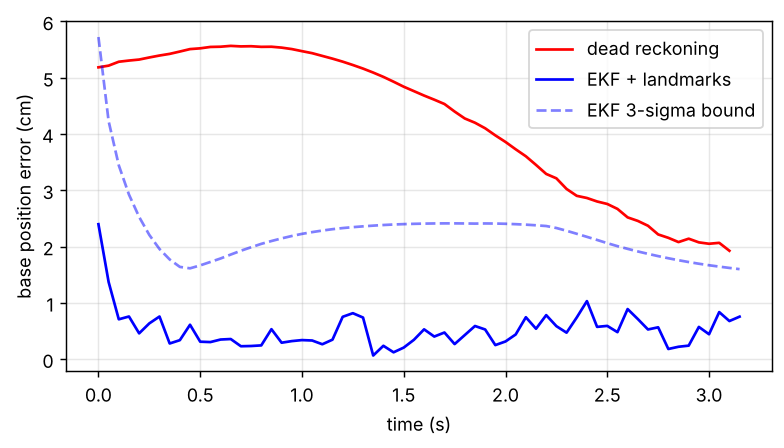 6
5
4
3
2
1
0
base position error (cm)
dead reckoning
EKF + landmarks
EKF 3-sigma bound
0.0 0.5 1.0 1.5 2.0 2.5 3.0
time (s)